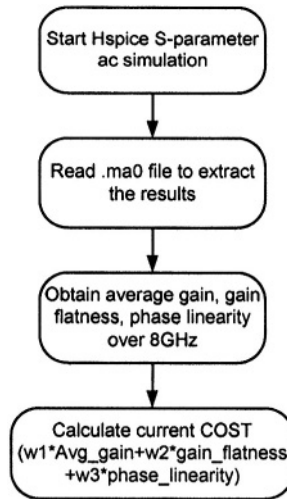 Start Hspice S-parameter
ac simulation
Read .ma0 file to extract
the results
Obtain average gain, gain
flatness, phase linearity
over 8GHz
Calculate current COST
(w1*Avg_gain+w2*gain_flatness
+w3*phase_linearity)